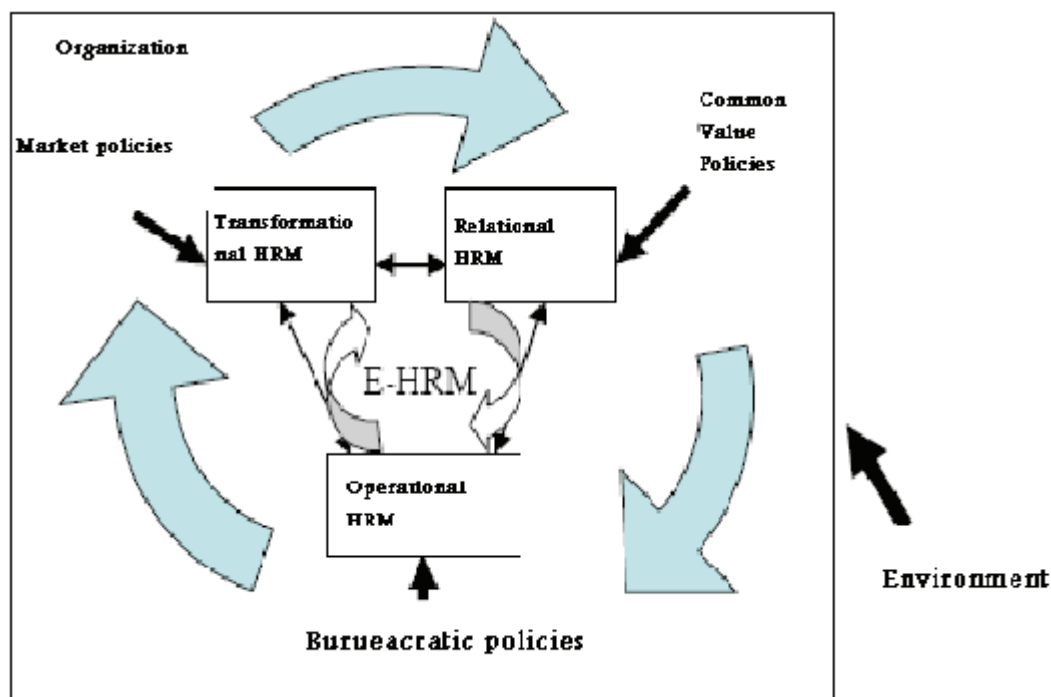 Organization
Market policies
Common
Value
Policies
Transformatio
nal HRM
Relational
HRM
E-HRM
Operational
HRM
Environment
Burueacratic policies